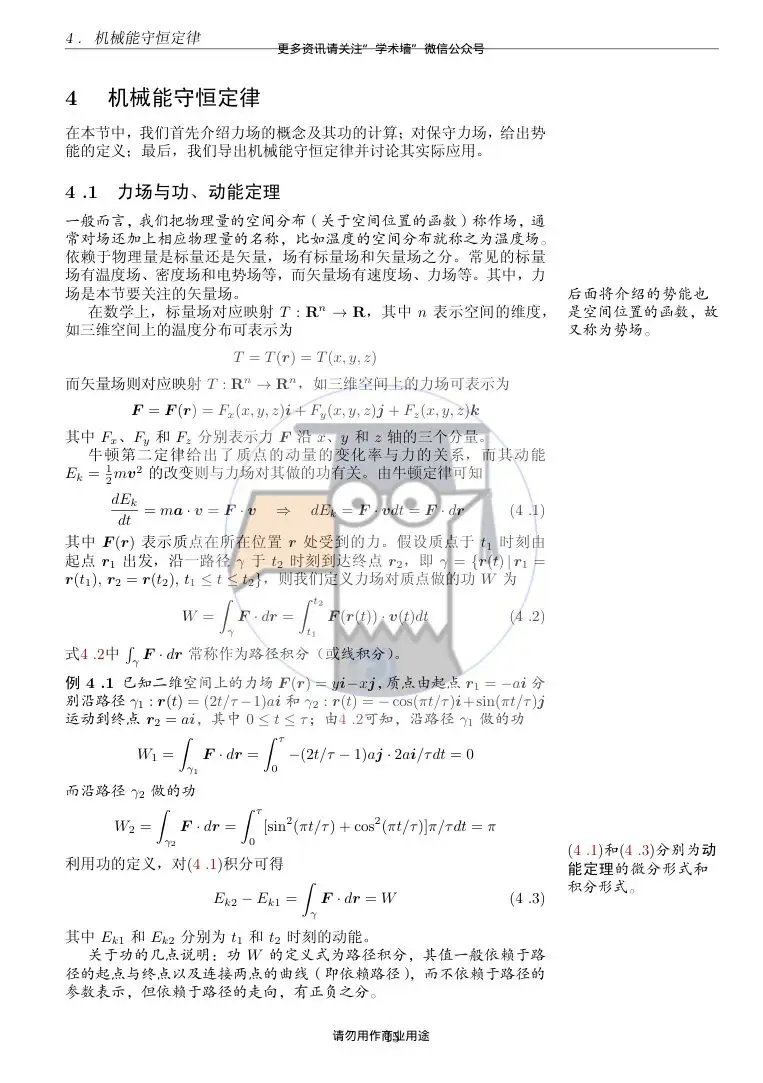 4 . 机械能守恒定律
更多资讯请关注”学术墙”微信公众号
4 机械能守恒定律
在本节中，我们首先介绍力场的概念及其功的计算；对保守力场，给出势
能的定义；最后，我们导出机械能守恒定律并讨论其实际应用。
4 .1 力场与功、动能定理
一般而言，我们把物理量的空间分布（关于空间位置的函数）称作场，通
常对场还加上相应物理量的名称，比如温度的空间分布就称之为温度场。
依赖于物理量是标量还是矢量，场有标量场和矢量场之分。常见的标量
场有温度场、密度场和电势场等，而矢量场有速度场、力场等。其中，力
场是本节要关注的矢量场。
在数学上，标量场对应映射 T : Rⁿ → R，其中 n 表示空间的维度，
如三维空间上的温度分布可表示为
T = T(r) = T(x, y, z)
而矢量场则对应映射 T : Rⁿ → Rⁿ，如三维空间上的力场可表示为
F = F(r) = Fₓ(x, y, z)i + F_y(x, y, z)j + F_z(x, y, z)k
其中 Fₓ、F_y 和 F_z 分别表示力 F 沿 x、y 和 z 轴的三个分量。
牛顿第二定律给出了质点的动量的变化率与力的关系，而其动能
E_k = ½mv² 的改变则与力场对其做的功有关。由牛顿定律可知
dE_k/dt = ma · v = F · v ⇒ dE_k = F · vdt = F · dr (4 .1)
其中 F(r) 表示质点在所在位置 r 处受到的力。假设质点于 t₁ 时刻由
起点 r₁ 出发，沿一路径 γ 于 t₂ 时刻到达终点 r₂，即 γ = {r(t) | r₁ =
r(t₁), r₂ = r(t₂), t₁ ≤ t ≤ t₂}，则我们定义力场对质点做的功 W 为
W = ∫_γ F · dr = ∫_{t₁}^{t₂} F(r(t)) · v(t)dt (4 .2)
式4 .2中 ∫_γ F · dr 常称作为路径积分（或线积分）。
例 4 .1 已知二维空间上的力场 F(r) = yi−xj，质点由起点 r₁ = −ai 分
别沿路径 γ₁ : r(t) = (2t/τ−1)ai 和 γ₂ : r(t) = − cos(πt/τ)i+sin(πt/τ)j
运动到终点 r₂ = ai，其中 0 ≤ t ≤ τ；由4 .2可知，沿路径 γ₁ 做的功
W₁ = ∫_{γ₁} F · dr = ∫₀^τ −(2t/τ − 1)aj · 2ai/τdt = 0
而沿路径 γ₂ 做的功
W₂ = ∫_{γ₂} F · dr = ∫₀^τ [sin²(πt/τ) + cos²(πt/τ)]π/τdt = π
利用功的定义，对(4 .1)积分可得
E_{k2} − E_{k1} = ∫_γ F · dr = W (4 .3)
其中 E_{k1} 和 E_{k2} 分别为 t₁ 和 t₂ 时刻的动能。
关于功的几点说明：功 W 的定义式为路径积分，其值一般依赖于路
径的起点与终点以及连接两点的曲线（即依赖路径），而不依赖于路径的
参数表示，但依赖于路径的走向，有正负之分。
后面将介绍的势能也
是空间位置的函数，故
又称为势场。
(4 .1)和(4 .3)分别为动
能定理的微分形式和
积分形式。
请勿用作商业用途